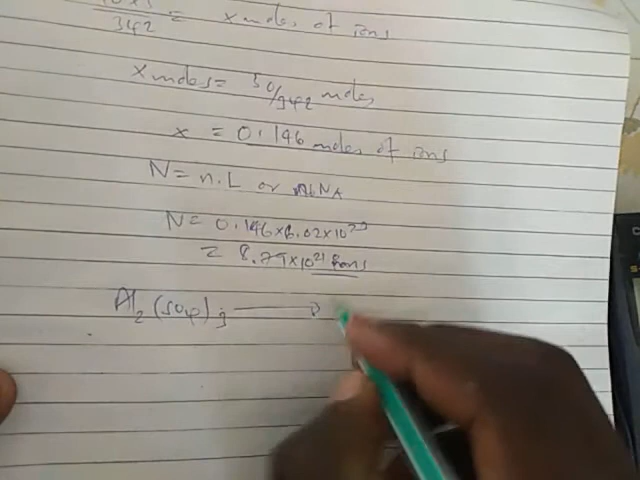 342 = x moles of ions
x moles = 50/342 moles
x = 0.146 moles of ions
N = n.L or NA
N = 0.146 x 6.02 x 10²³
= 8.79 x 10²¹ ions
Al₂(SO₄)₃ →